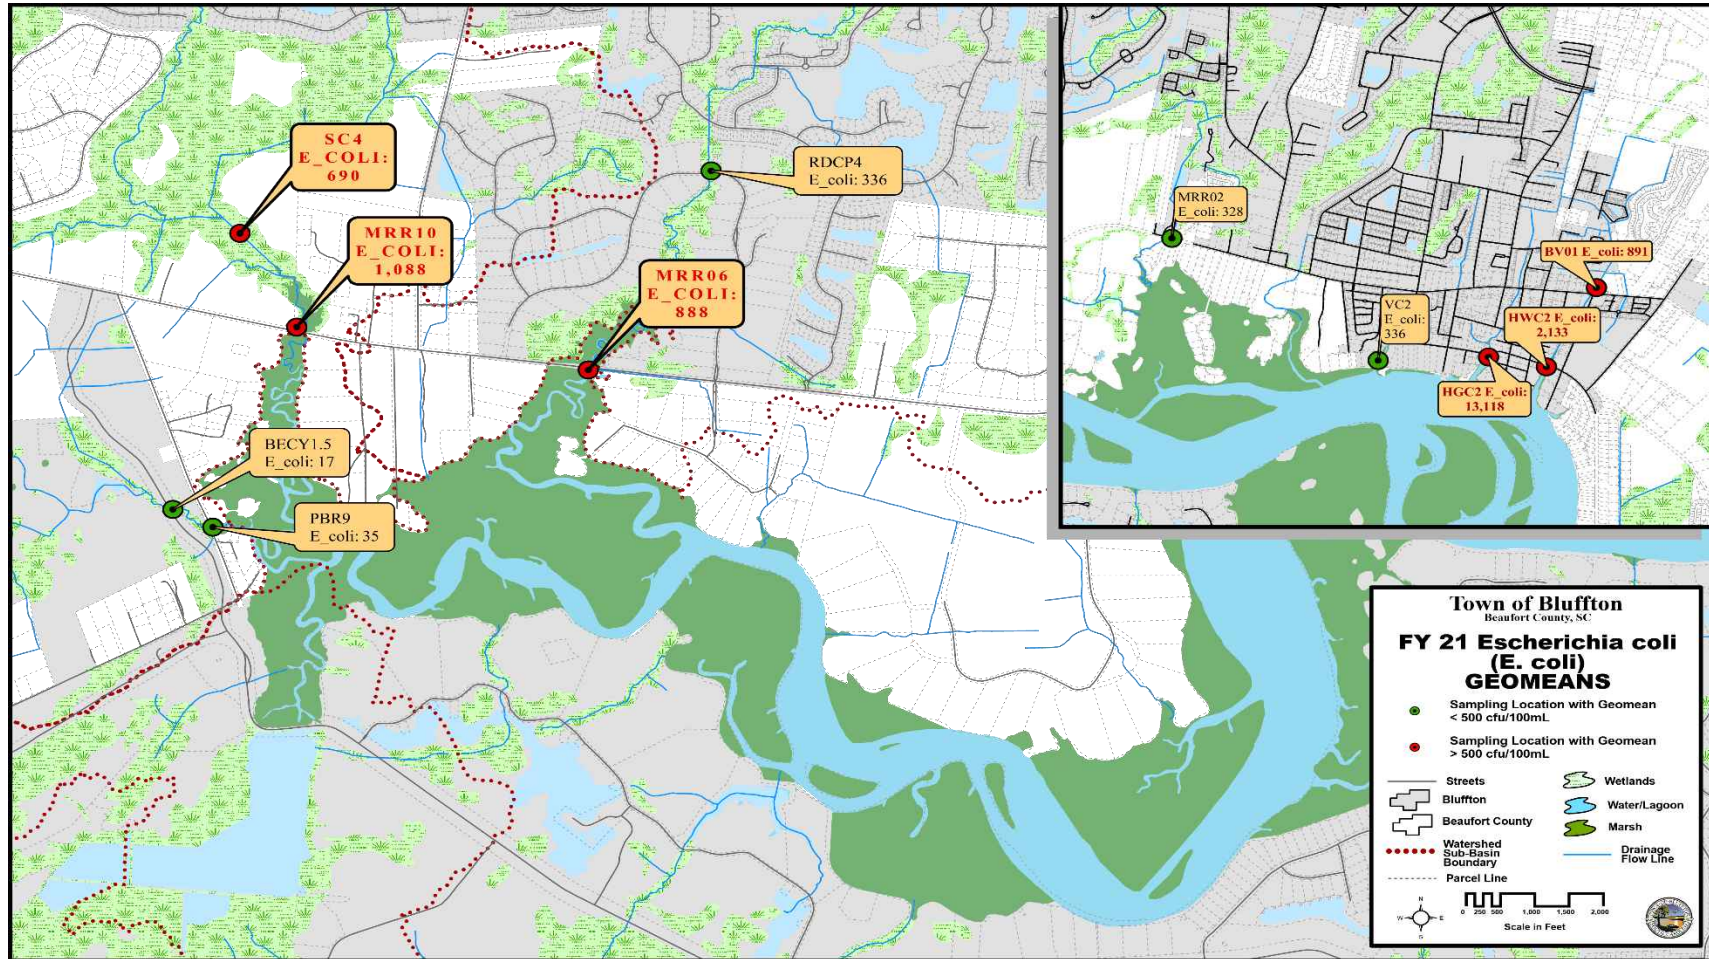 SC4
E_COLI:
690
MRR10
E_COLI:
1,088
MRR06
E_COLI:
888
RDCP4
E_coli: 336
BECY1.5
E_coli: 17
PBR9
E_coli: 35
MRR02
E_coli: 328
VC2
E_coli:
336
BV01 E_coli: 891
HWC2 E_coli:
2,133
HGC2 E_coli:
13,118
Town of Bluffton
Beaufort County, SC
FY 21 Escherichia coli
(E. coli)
GEOMEANS
Sampling Location with Geomean
< 500 cfu/100mL
Sampling Location with Geomean
> 500 cfu/100mL
Streets
Bluffton
Beaufort County
Watershed
Sub-Basin
Boundary
Parcel Line
Wetlands
Water/Lagoon
Marsh
Drainage
Flow Line
0 250 500 1,000 1,500 2,000
Scale in Feet
N
W E
S